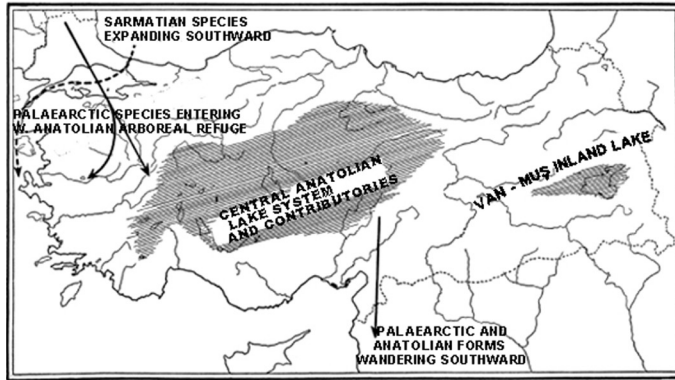 SARMATIAN SPECIES
EXPANDING SOUTHWARD
PALAEARCTIC SPECIES ENTERING
W. ANATOLIAN ARBOREAL REFUGE
CENTRAL ANATOLIAN
LAKE SYSTEM
AND CONTRIBUTORIES
VAN - MUŞ INLAND LAKE
PALAEARCTIC AND
ANATOLIAN FORMS
WANDERING SOUTHWARD